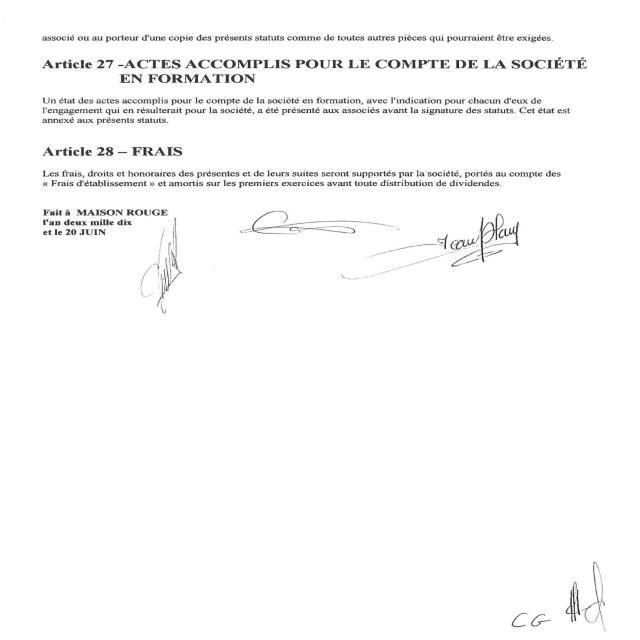 associé ou au porteur d'une copie des présents statuts comme de toutes autres pièces qui pourraient être exigées.
Article 27 -ACTES ACCOMPLIS POUR LE COMPTE DE LA SOCIÉTÉ
EN FORMATION
Un état des actes accomplis pour le compte de la société en formation, avec l'indication pour chacun d'eux de
l'engagement qui en résulterait pour la société, a été présenté aux associés avant la signature des statuts. Cet état est
annexé aux présents statuts.
Article 28 – FRAIS
Les frais, droits et honoraires des présentes et de leurs suites seront supportés par la société, portés au compte des
« Frais d'établissement » et amortis sur les premiers exercices avant toute distribution de dividendes.
Fait à MAISON ROUGE
l'an deux mille dix
et le 20 JUIN
CG